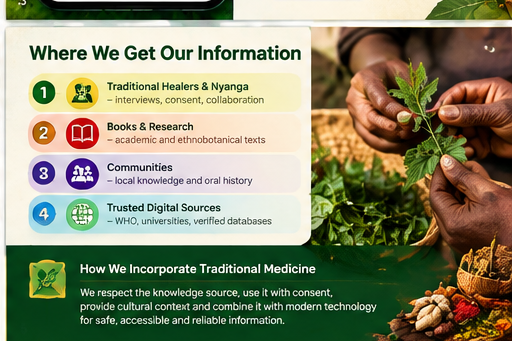 Where We Get Our Information
1
Traditional Healers & Nyanga
– interviews, consent, collaboration
2
Books & Research
– academic and ethnobotanical texts
3
Communities
– local knowledge and oral history
4
Trusted Digital Sources
– WHO, universities, verified databases
How We Incorporate Traditional Medicine
We respect the knowledge source, use it with consent,
provide cultural context and combine it with modern technology
for safe, accessible and reliable information.